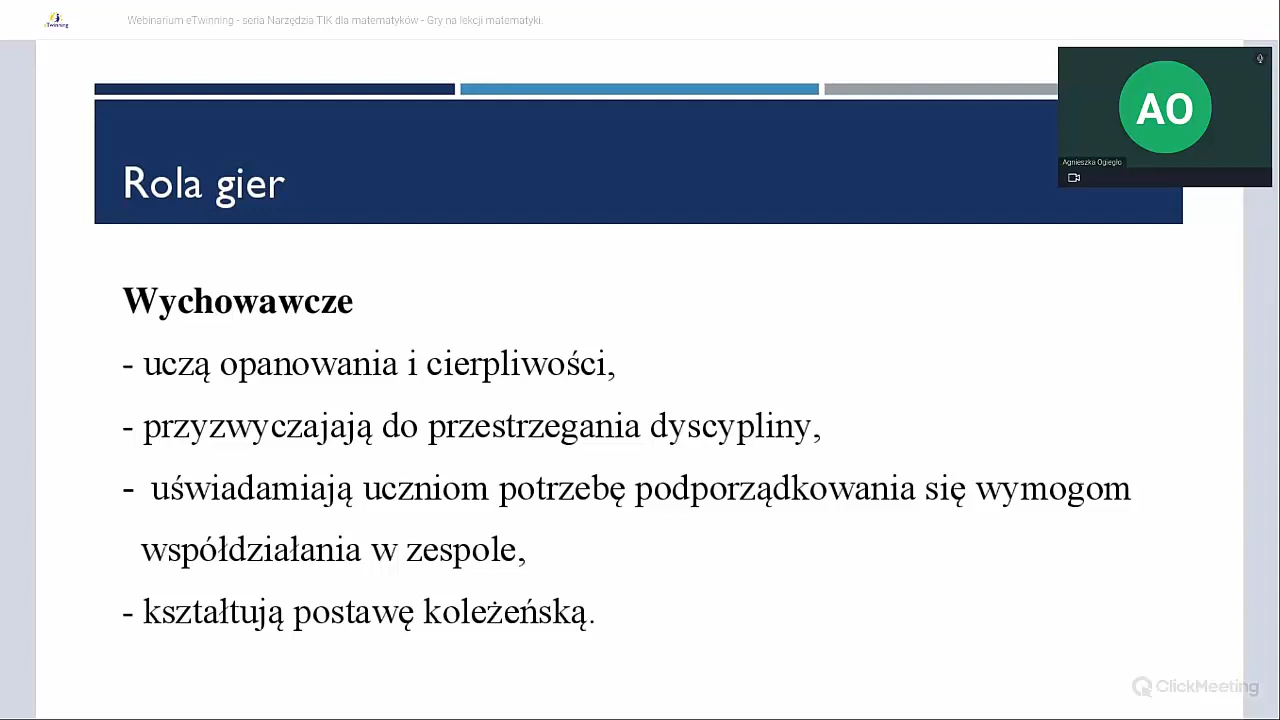 eTwinning
Webinarium eTwinning - seria Narzędzia TIK dla matematyków - Gry na lekcji matematyki.
AO
Agnieszka Ogiegło
Rola gier
Wychowawcze
- uczą opanowania i cierpliwości,
- przyzwyczajają do przestrzegania dyscypliny,
- uświadamiają uczniom potrzebę podporządkowania się wymogom
współdziałania w zespole,
- kształtują postawę koleżeńską.
ClickMeeting